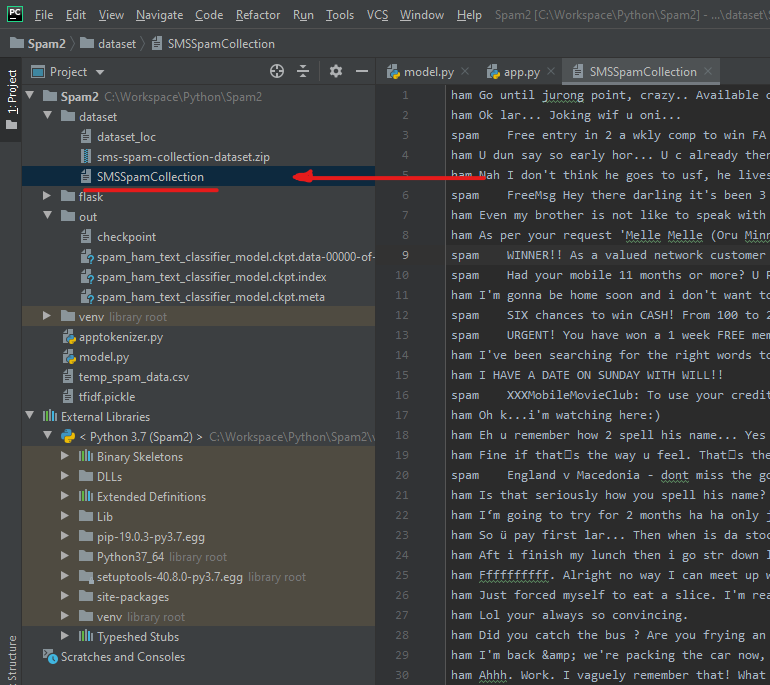 PC File Edit View Navigate Code Refactor Run Tools VCS Window Help Spam2 [C:\Workspace\Python\Spam2] - ...\dataset\S
Spam2 dataset SMSSpamCollection
1: Project
Project
Spam2 C:\Workspace\Python\Spam2
dataset
dataset_loc
sms-spam-collection-dataset.zip
SMSSpamCollection
flask
out
checkpoint
spam_ham_text_classifier_model.ckpt.data-00000-of-
spam_ham_text_classifier_model.ckpt.index
spam_ham_text_classifier_model.ckpt.meta
venv library root
apptokenizer.py
model.py
temp_spam_data.csv
tfidf.pickle
External Libraries
< Python 3.7 (Spam2) > C:\Workspace\Python\Spam2\v
Binary Skeletons
DLLs
Extended Definitions
Lib
pip-19.0.3-py3.7.egg
Python37_64 library root
setuptools-40.8.0-py3.7.egg library root
site-packages
venv library root
Typeshed Stubs
Scratches and Consoles
Structure
model.py app.py SMSSpamCollection
1 ham Go until jurong point, crazy.. Available
2 ham Ok lar... Joking wif u oni...
3 spam Free entry in 2 a wkly comp to win FA
4 ham U dun say so early hor... U c already then
5 ham Nah I don't think he goes to usf, he lives
6 spam FreeMsg Hey there darling it's been 3
7 ham Even my brother is not like to speak with
8 ham As per your request 'Melle Melle (Oru Minn
9 spam WINNER!! As a valued network customer
10 spam Had your mobile 11 months or more? U R
11 ham I'm gonna be home soon and i don't want to
12 spam SIX chances to win CASH! From 100 to 2
13 spam URGENT! You have won a 1 week FREE mem
14 ham I've been searching for the right words to
15 ham I HAVE A DATE ON SUNDAY WITH WILL!!
16 spam XXXMobileMovieClub: To use your credit
17 ham Oh k...i'm watching here:)
18 ham Eh u remember how 2 spell his name... Yes
19 ham Fine if that□s the way u feel. That□s the
20 spam England v Macedonia - dont miss the go
21 ham Is that seriously how you spell his name?
22 ham I‘m going to try for 2 months ha ha only j
23 ham So ü pay first lar... Then when is da stoc
24 ham Aft i finish my lunch then i go str down l
25 ham Ffffffffff. Alright no way I can meet up w
26 ham Just forced myself to eat a slice. I'm rea
27 ham Lol your always so convincing.
28 ham Did you catch the bus ? Are you frying an
29 ham I'm back &amp; we're packing the car now,
30 ham Ahhh. Work. I vaguely remember that! What